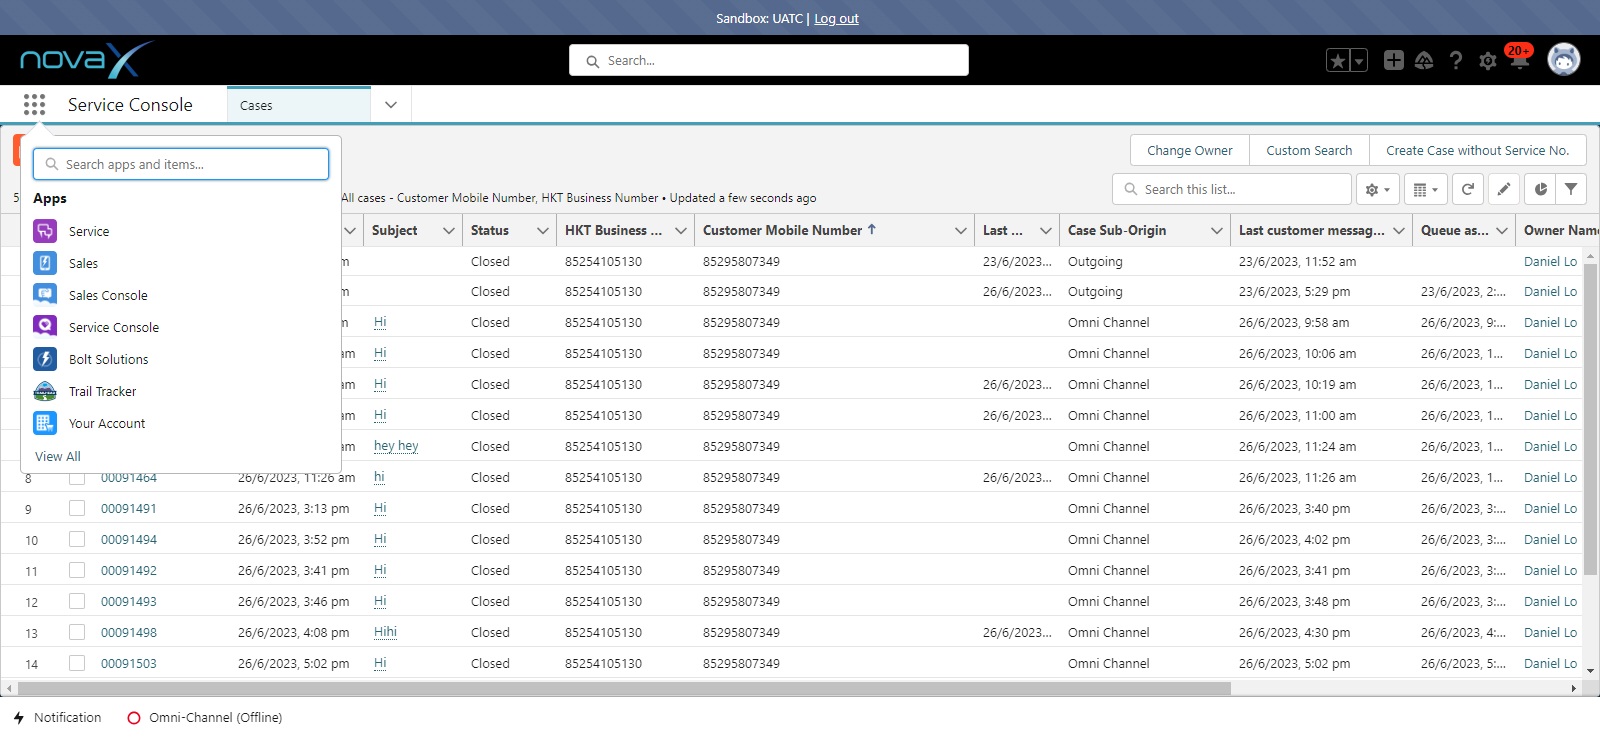 Sandbox: UATC | Log out
novaX
Search...
20+
Service Console
Cases
Search apps and items...
Change Owner
Custom Search
Create Case without Service No.
Apps
5
All cases - Customer Mobile Number, HKT Business Number • Updated a few seconds ago
Search this list...
Service
Sales
Sales Console
Service Console
Bolt Solutions
Trail Tracker
Your Account
View All
Subject Status HKT Business ... Customer Mobile Number Last ... Case Sub-Origin Last customer messag... Queue as... Owner Name
m Closed 85254105130 85295807349 23/6/2023... Outgoing 23/6/2023, 11:52 am Daniel Lo
m Closed 85254105130 85295807349 26/6/2023... Outgoing 23/6/2023, 5:29 pm 23/6/2023, 2:... Daniel Lo
m Hi Closed 85254105130 85295807349 Omni Channel 26/6/2023, 9:58 am 26/6/2023, 9:... Daniel Lo
am Hi Closed 85254105130 85295807349 Omni Channel 26/6/2023, 10:06 am 26/6/2023, 1... Daniel Lo
am Hi Closed 85254105130 85295807349 26/6/2023... Omni Channel 26/6/2023, 10:19 am 26/6/2023, 1... Daniel Lo
am Hi Closed 85254105130 85295807349 26/6/2023... Omni Channel 26/6/2023, 11:00 am 26/6/2023, 1... Daniel Lo
am hey hey Closed 85254105130 85295807349 Omni Channel 26/6/2023, 11:24 am 26/6/2023, 1... Daniel Lo
8 00091464 26/6/2023, 11:26 am hi Closed 85254105130 85295807349 26/6/2023... Omni Channel 26/6/2023, 11:26 am 26/6/2023, 1... Daniel Lo
9 00091491 26/6/2023, 3:13 pm Hi Closed 85254105130 85295807349 Omni Channel 26/6/2023, 3:40 pm 26/6/2023, 3:... Daniel Lo
10 00091494 26/6/2023, 3:52 pm Hi Closed 85254105130 85295807349 Omni Channel 26/6/2023, 4:02 pm 26/6/2023, 3:... Daniel Lo
11 00091492 26/6/2023, 3:41 pm Hi Closed 85254105130 85295807349 Omni Channel 26/6/2023, 3:41 pm 26/6/2023, 3:... Daniel Lo
12 00091493 26/6/2023, 3:46 pm Hi Closed 85254105130 85295807349 Omni Channel 26/6/2023, 3:48 pm 26/6/2023, 3:... Daniel Lo
13 00091498 26/6/2023, 4:08 pm Hihi Closed 85254105130 85295807349 26/6/2023... Omni Channel 26/6/2023, 4:30 pm 26/6/2023, 4:... Daniel Lo
14 00091503 26/6/2023, 5:02 pm Hi Closed 85254105130 85295807349 Omni Channel 26/6/2023, 5:02 pm 26/6/2023, 5:... Daniel Lo
Notification
Omni-Channel (Offline)